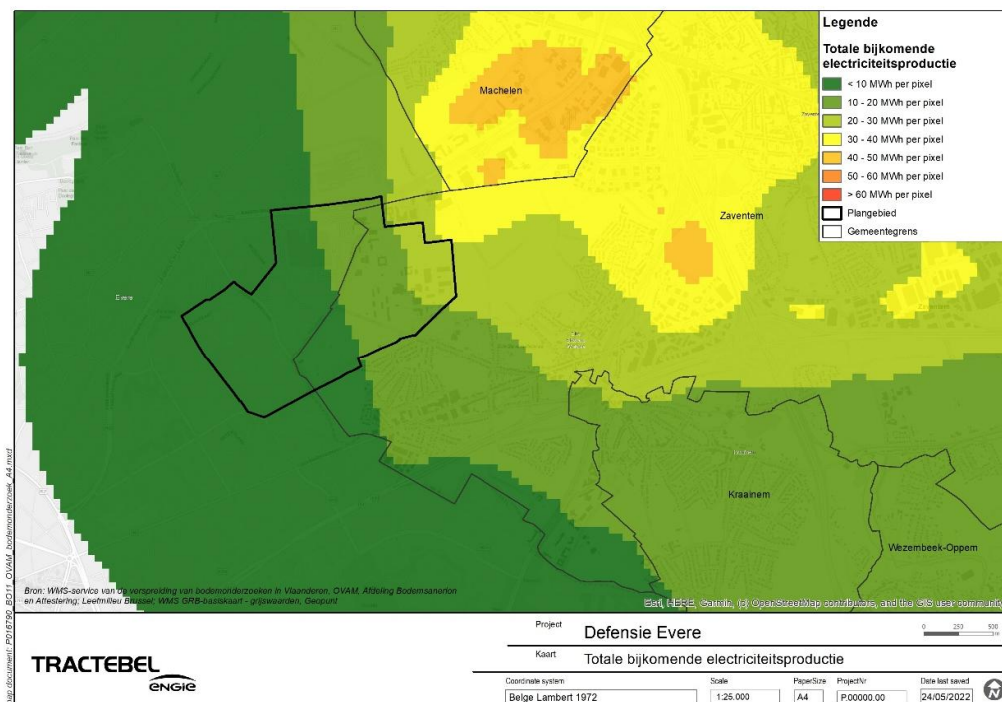 Legende
Totale bijkomende
electriciteitsproductie
< 10 MWh per pixel
10 - 20 MWh per pixel
20 - 30 MWh per pixel
30 - 40 MWh per pixel
40 - 50 MWh per pixel
50 - 60 MWh per pixel
> 60 MWh per pixel
Plangebied
Gemeentegrens
Machelen
Zaventem
Evere
Kraainem
Wezembeek-Oppem
map document: P016790_BO11_OVAM_bodemonderzoek_A4.mxd
Bron: WMS-service van de verspreiding van bodemonderzoeken in Vlaanderen, OVAM, Afdeling Bodemsanering
en Attestering; Leefmilieu Brussel; WMS GRB-basiskaart - grijswaarden, Geopunt
Esri, HERE, Garmin, (c) OpenStreetMap contributors, and the GIS user community
TRACTEBEL
ENGIE
Project Defensie Evere
0 250 500
Kaart Totale bijkomende electriciteitsproductie
Coordinate system Scale PaperSize ProjectNr Date last saved
Belge Lambert 1972 1:25.000 A4 P.00000.00 24/05/2022
N